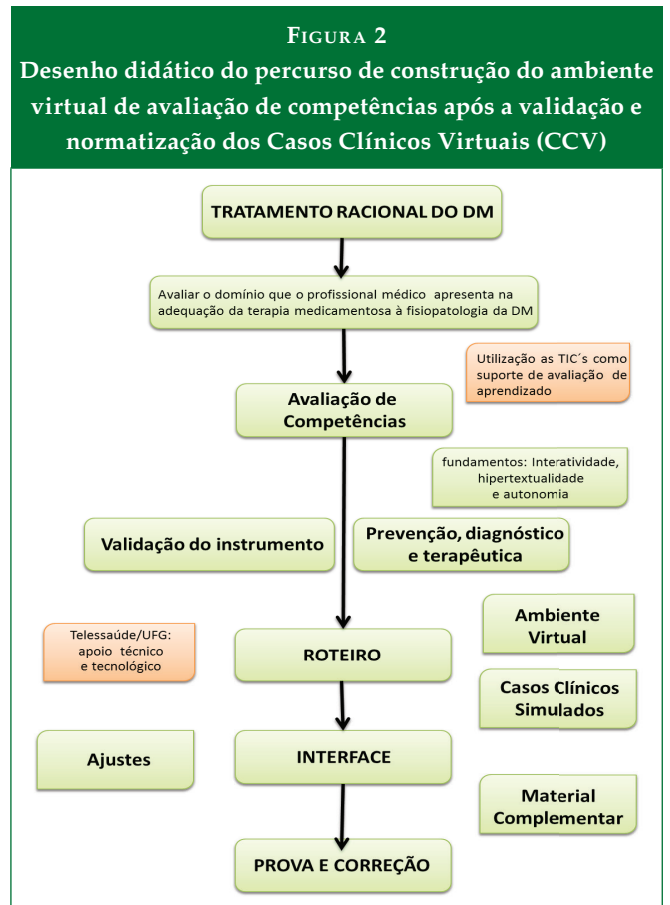 FIGURA 2
Desenho didático do percurso de construção do ambiente
virtual de avaliação de competências após a validação e
normatização dos Casos Clínicos Virtuais (CCV)
TRATAMENTO RACIONAL DO DM
Avaliar o domínio que o profissional médico apresenta na
adequação da terapia medicamentosa à fisiopatologia da DM
Utilização as TIC´s como
suporte de avaliação de
aprendizado
Avaliação de
Competências
fundamentos: Interatividade,
hipertextualidade
e autonomia
Validação do instrumento
Prevenção, diagnóstico
e terapêutica
Ambiente
Virtual
Telessaúde/UFG:
apoio técnico
e tecnológico
ROTEIRO
Casos Clínicos
Simulados
Ajustes
INTERFACE
Material
Complementar
PROVA E CORREÇÃO